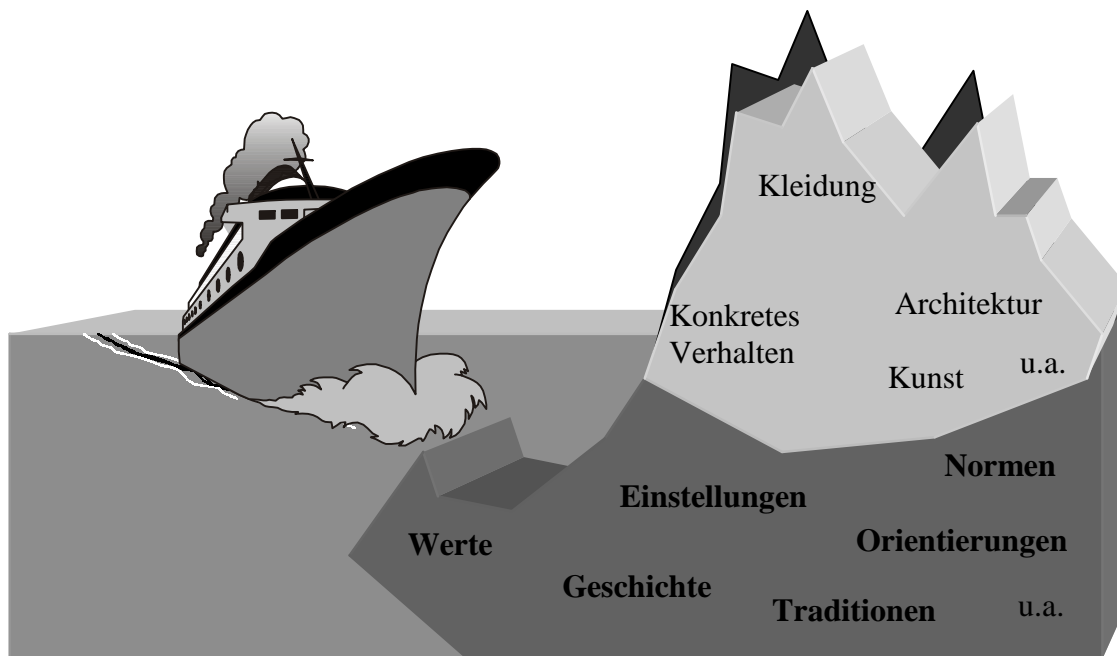 Kleidung
Konkretes
Verhalten
Architektur
Kunst
u.a.
Normen
Einstellungen
Werte
Orientierungen
Geschichte
Traditionen
u.a.